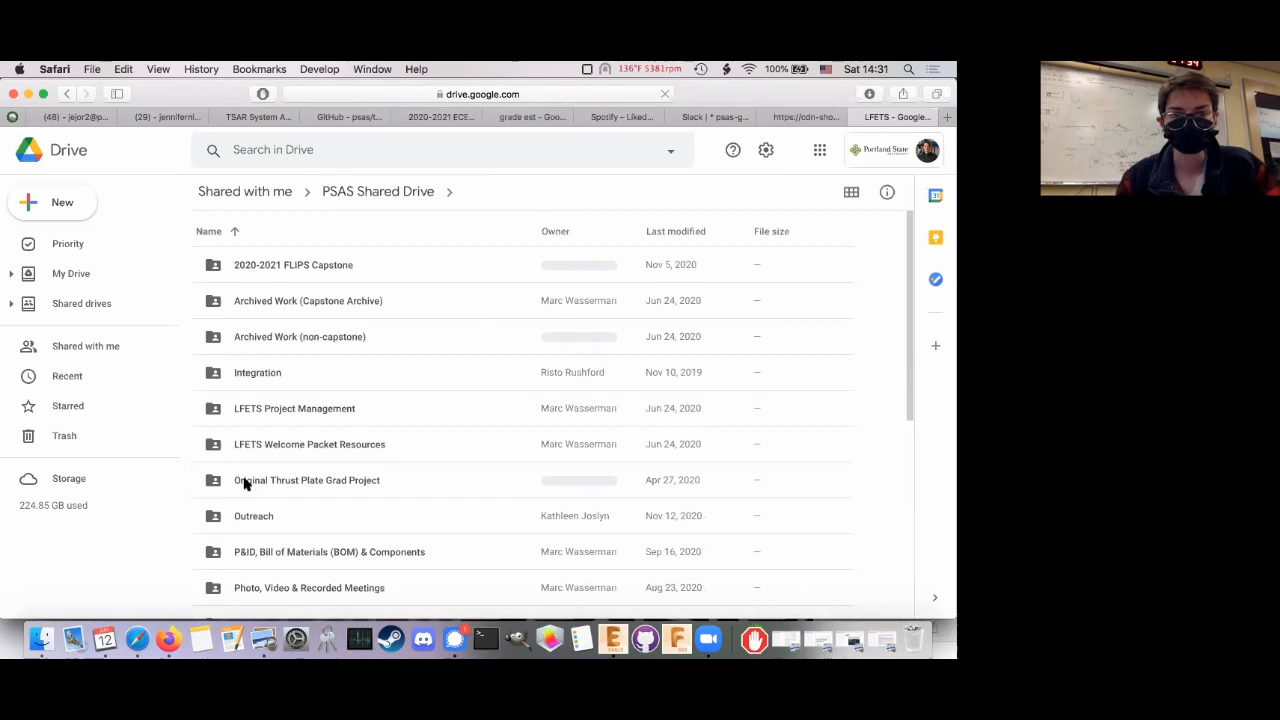 Safari File Edit View History Bookmarks Develop Window Help 136°F 5381rpm 100% Sat 14:31
drive.google.com
(48) - jejor2@p... (29) - jenniferni... TSAR System A... GitHub - psas/t... 2020-2021 ECE... grade est - Goo... Spotify – Liked... Slack | * psas-g... https://cdn-sho... LFETS - Google...
Drive Search in Drive Portland State
Shared with me PSAS Shared Drive
New
Name Owner Last modified File size
Priority
My Drive
Shared drives
Shared with me
Recent
Starred
Trash
Storage
224.85 GB used
2020-2021 FLIPS Capstone Nov 5, 2020 —
Archived Work (Capstone Archive) Marc Wasserman Jun 24, 2020 —
Archived Work (non-capstone) Jun 24, 2020 —
Integration Risto Rushford Nov 10, 2019 —
LFETS Project Management Marc Wasserman Jun 24, 2020 —
LFETS Welcome Packet Resources Marc Wasserman Jun 24, 2020 —
Original Thrust Plate Grad Project Apr 27, 2020 —
Outreach Kathleen Joslyn Nov 12, 2020 —
P&ID, Bill of Materials (BOM) & Components Marc Wasserman Sep 16, 2020 —
Photo, Video & Recorded Meetings Marc Wasserman Aug 23, 2020 —
31
JUN
12
E
EAGLE
F